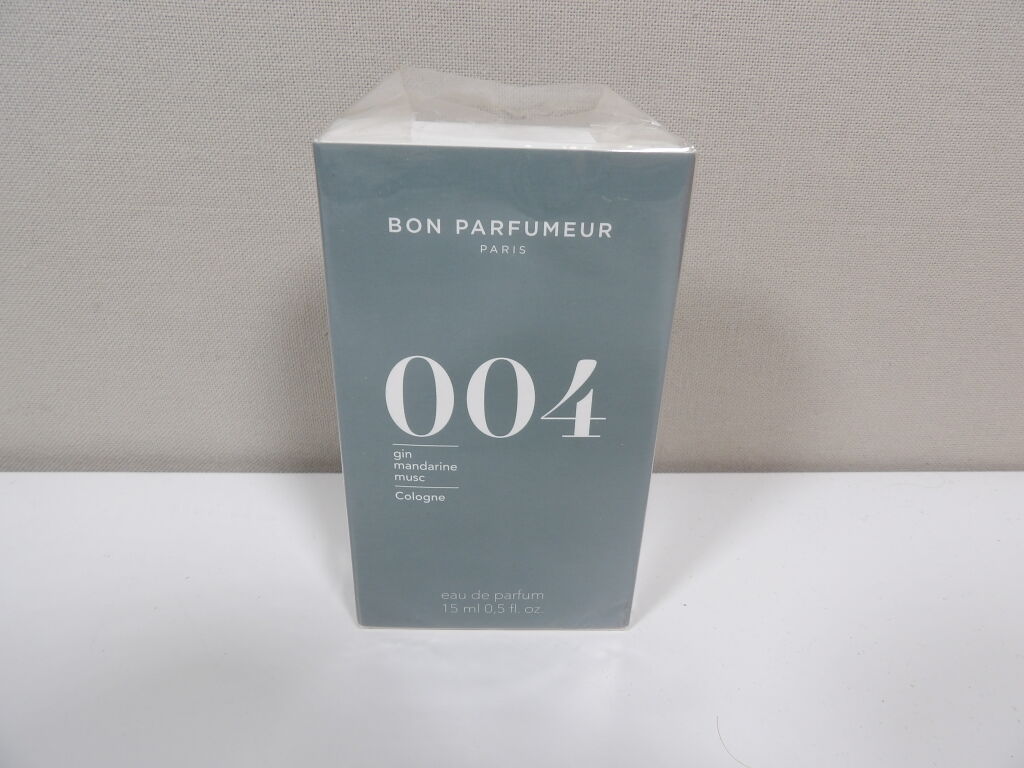 BON PARFUMEUR
PARIS
004
gin
mandarine
musc
Cologne
eau de parfum
15 ml 0,5 fl. oz.